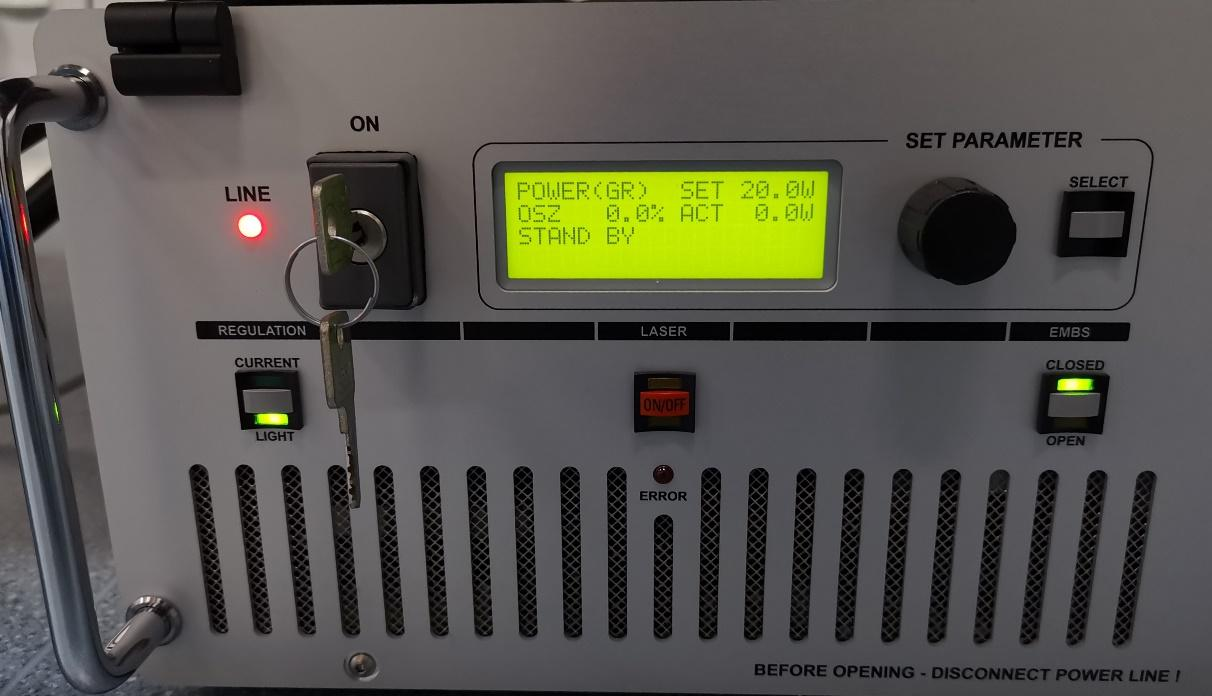 ON
SET PARAMETER
LINE
SELECT
POWER(GR) SET 20.0W
OSZ 0.0% ACT 0.0W
STAND BY
REGULATION
LASER
EMBS
CURRENT
CLOSED
ON/OFF
LIGHT
OPEN
ERROR
BEFORE OPENING - DISCONNECT POWER LINE !